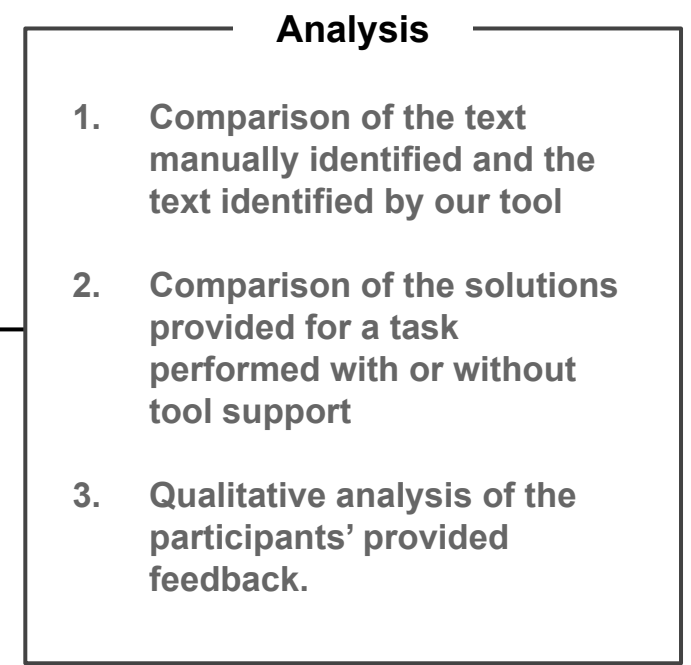 Analysis
1. Comparison of the text
manually identified and the
text identified by our tool
2. Comparison of the solutions
provided for a task
performed with or without
tool support
3. Qualitative analysis of the
participants’ provided
feedback.